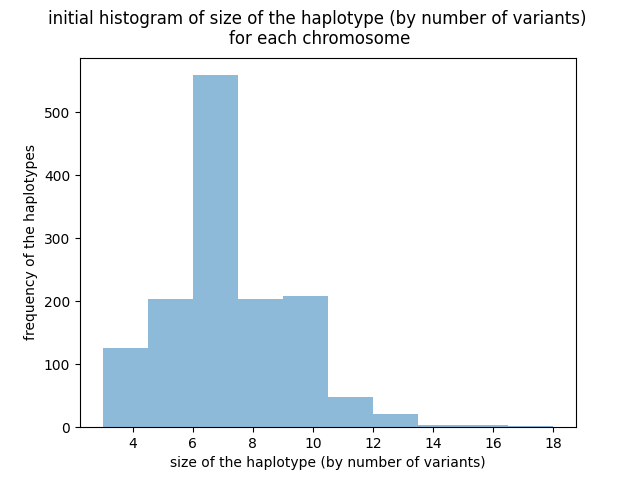 initial histogram of size of the haplotype (by number of variants)
for each chromosome
frequency of the haplotypes
500
400
300
200
100
0
4 6 8 10 12 14 16 18
size of the haplotype (by number of variants)